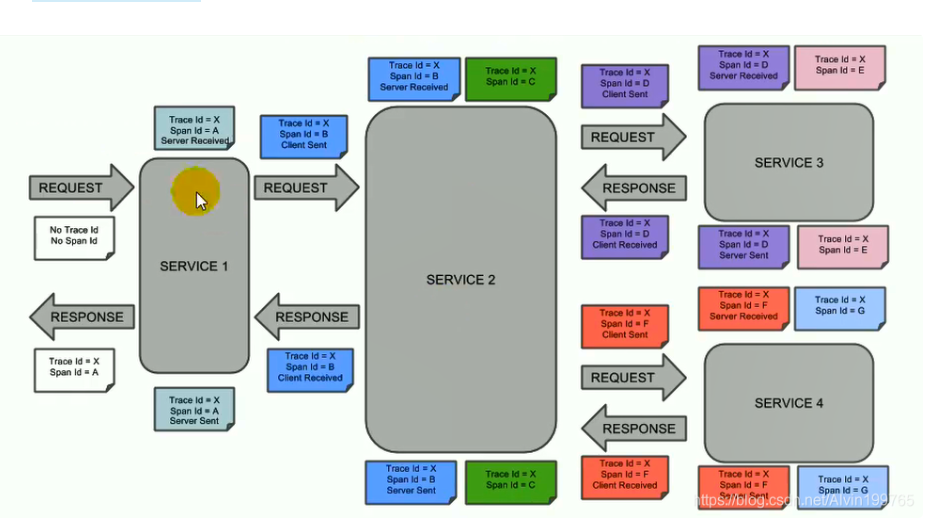 Trace Id = X
Span Id = A
Server Received
Trace Id = X
Span Id = B
Client Sent
Trace Id = X
Span Id = B
Server Received
Trace Id = X
Span Id = C
Trace Id = X
Span Id = D
Client Sent
Trace Id = X
Span Id = D
Server Received
Trace Id = X
Span Id = E
REQUEST
REQUEST
REQUEST
No Trace Id
No Span Id
SERVICE 1
SERVICE 2
SERVICE 3
RESPONSE
Trace Id = X
Span Id = D
Client Received
Trace Id = X
Span Id = D
Server Sent
Trace Id = X
Span Id = E
RESPONSE
RESPONSE
Trace Id = X
Span Id = A
Trace Id = X
Span Id = B
Client Received
Trace Id = X
Span Id = A
Server Sent
Trace Id = X
Span Id = F
Client Sent
Trace Id = X
Span Id = F
Server Received
Trace Id = X
Span Id = G
REQUEST
SERVICE 4
RESPONSE
Trace Id = X
Span Id = B
Server Sent
Trace Id = X
Span Id = C
Trace Id = X
Span Id = F
Client Received
Trace Id = X
Span Id = F
Server Sent
Trace Id = X
Span Id = G
https://blog.csdn.net/Alvin199765